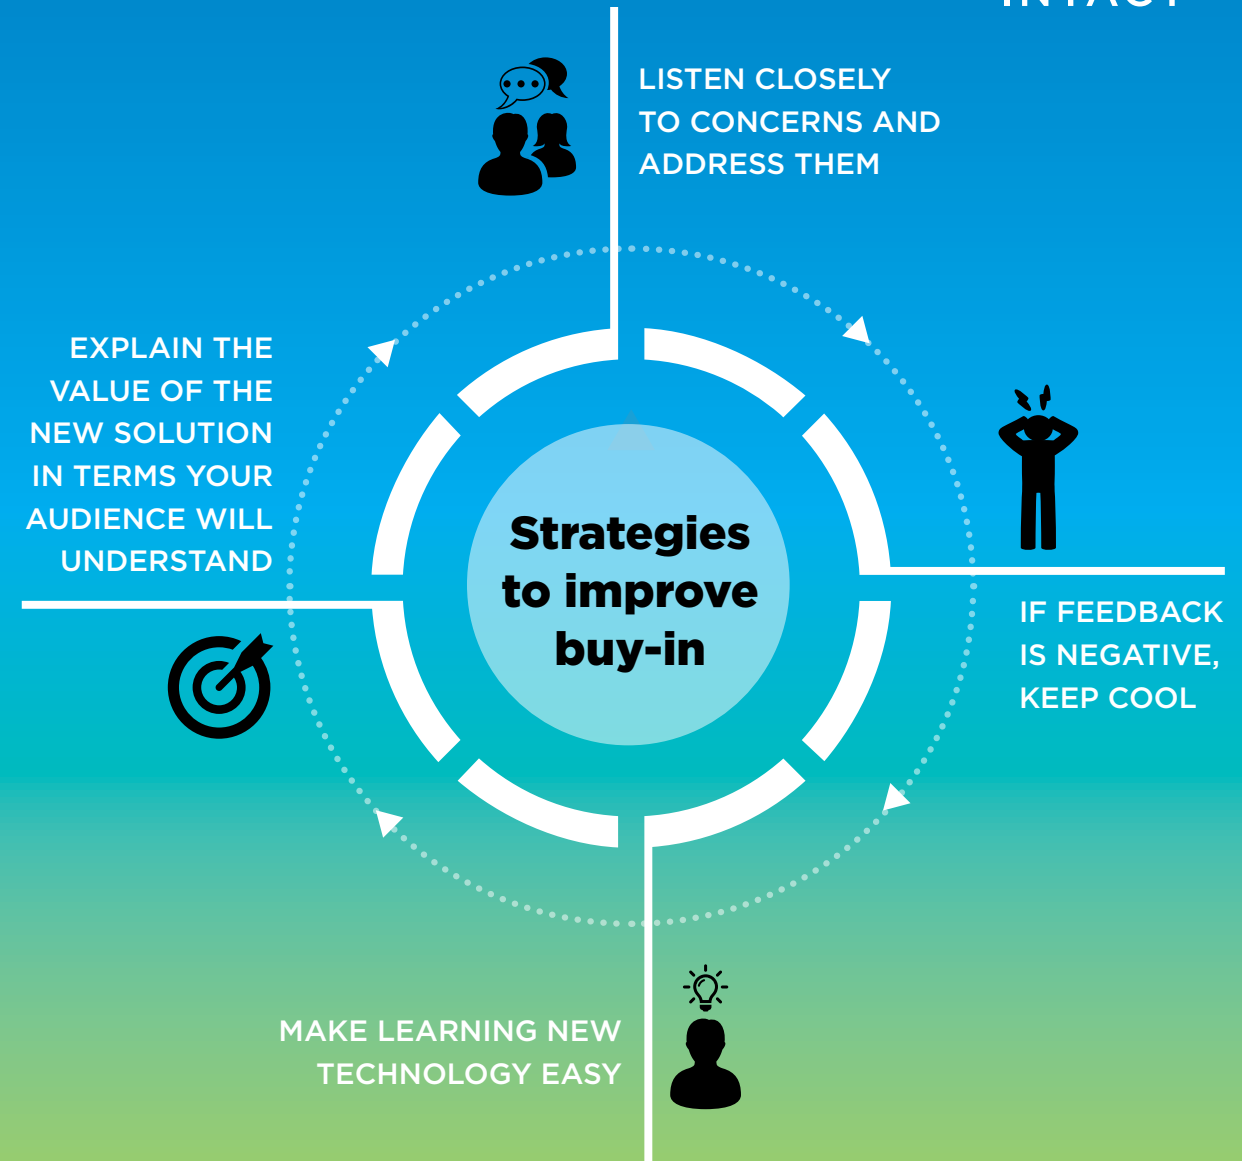 LISTEN CLOSELY
TO CONCERNS AND
ADDRESS THEM
EXPLAIN THE
VALUE OF THE
NEW SOLUTION
IN TERMS YOUR
AUDIENCE WILL
UNDERSTAND
Strategies
to improve
buy-in
IF FEEDBACK
IS NEGATIVE,
KEEP COOL
MAKE LEARNING NEW
TECHNOLOGY EASY